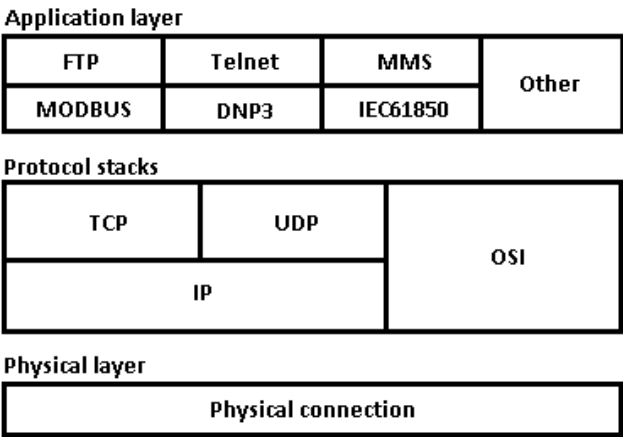 Application layer
FTP Telnet MMS
Other
MODBUS DNP3 IEC61850
Protocol stacks
TCP UDP
OSI
IP
Physical layer
Physical connection